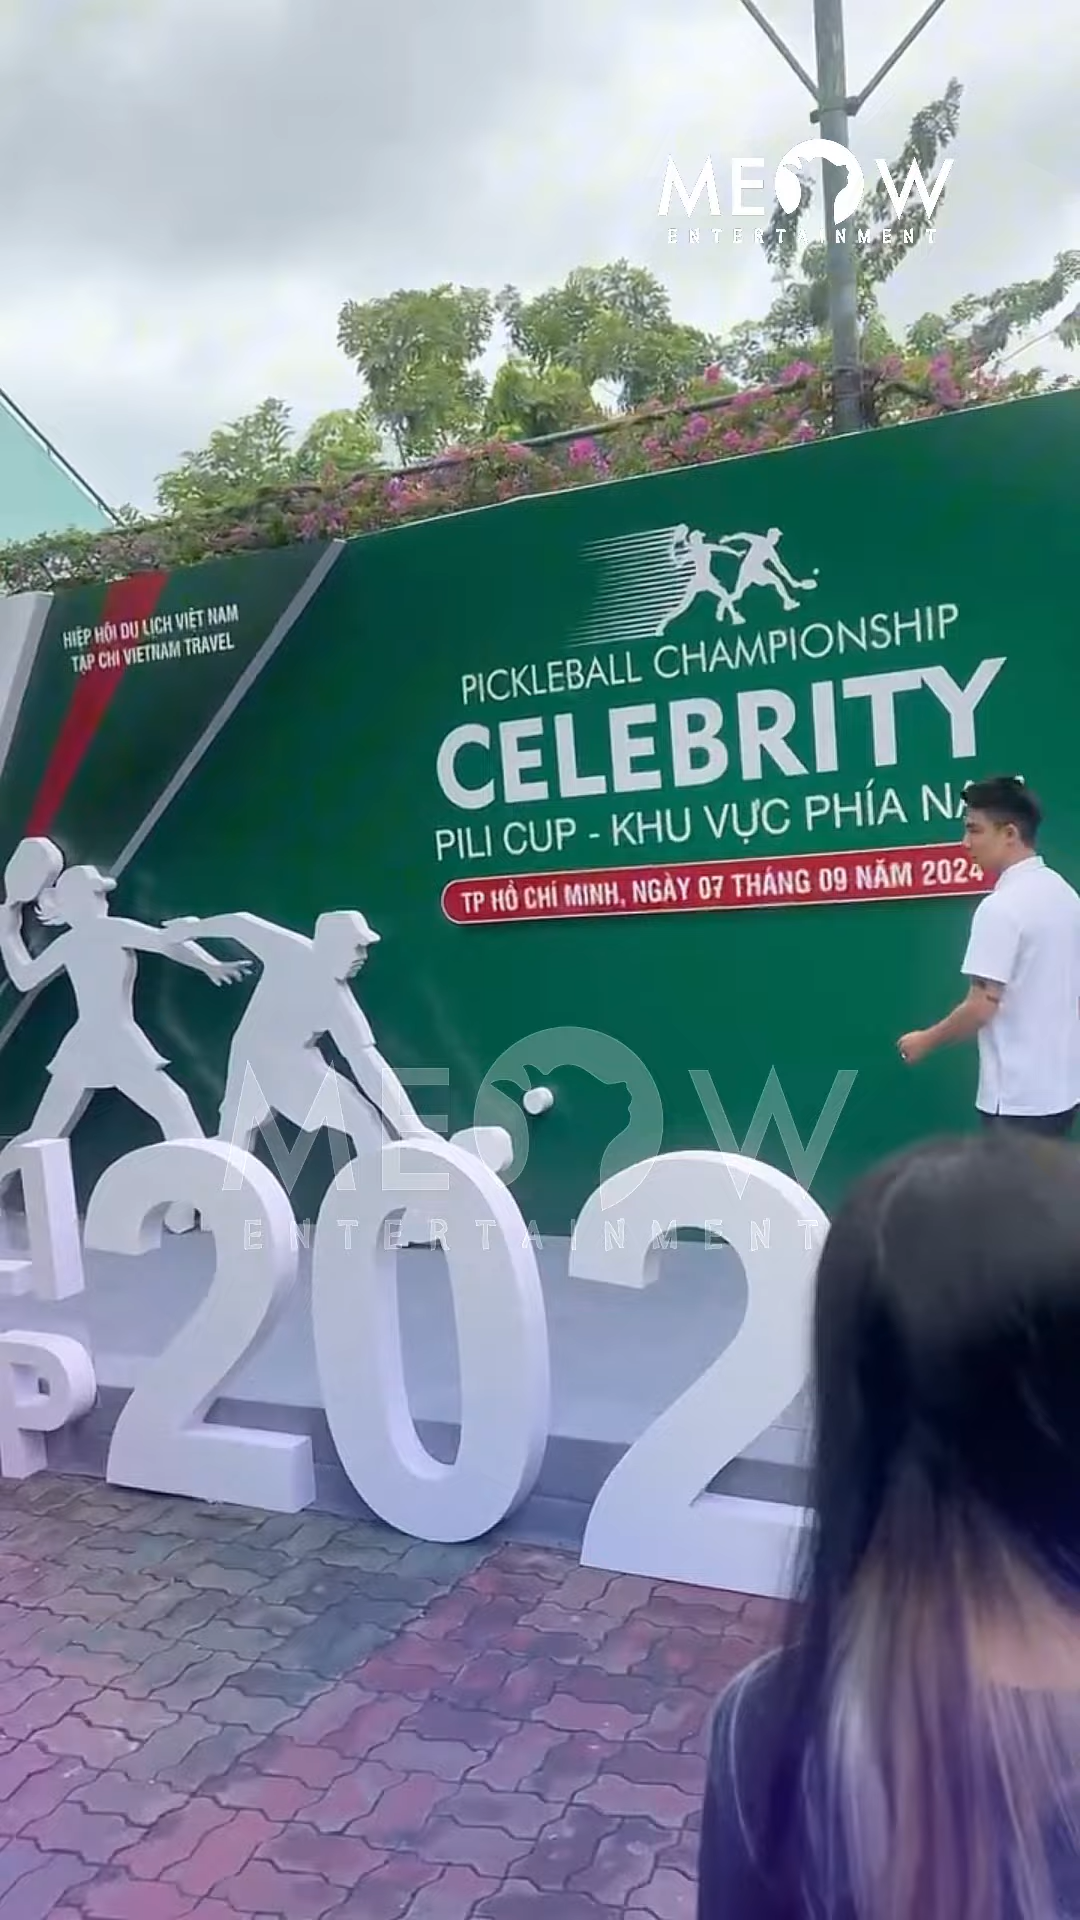 MEOW
ENTERTAINMENT
HIỆP HỘI DU LỊCH VIỆT NAM
TẠP CHÍ VIETNAM TRAVEL
PICKLEBALL CHAMPIONSHIP
CELEBRITY
PILI CUP - KHU VỰC PHÍA
TP HỒ CHÍ MINH, NGÀY 07 THÁNG 09 NĂM 2024
MEOW
ENTERTAINMENT
202
P